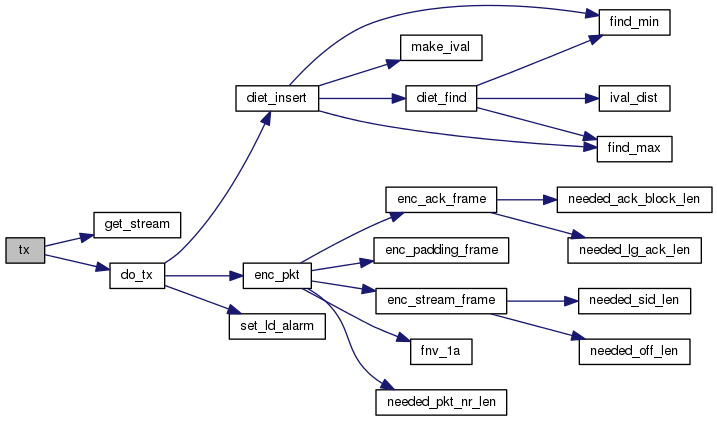 find_min
make_ival
diet_insert
diet_find
ival_dist
find_max
enc_ack_frame
needed_ack_block_len
get_stream
tx
enc_padding_frame
needed_lg_ack_len
do_tx
enc_pkt
enc_stream_frame
needed_sid_len
set_ld_alarm
fnv_1a
needed_off_len
needed_pkt_nr_len